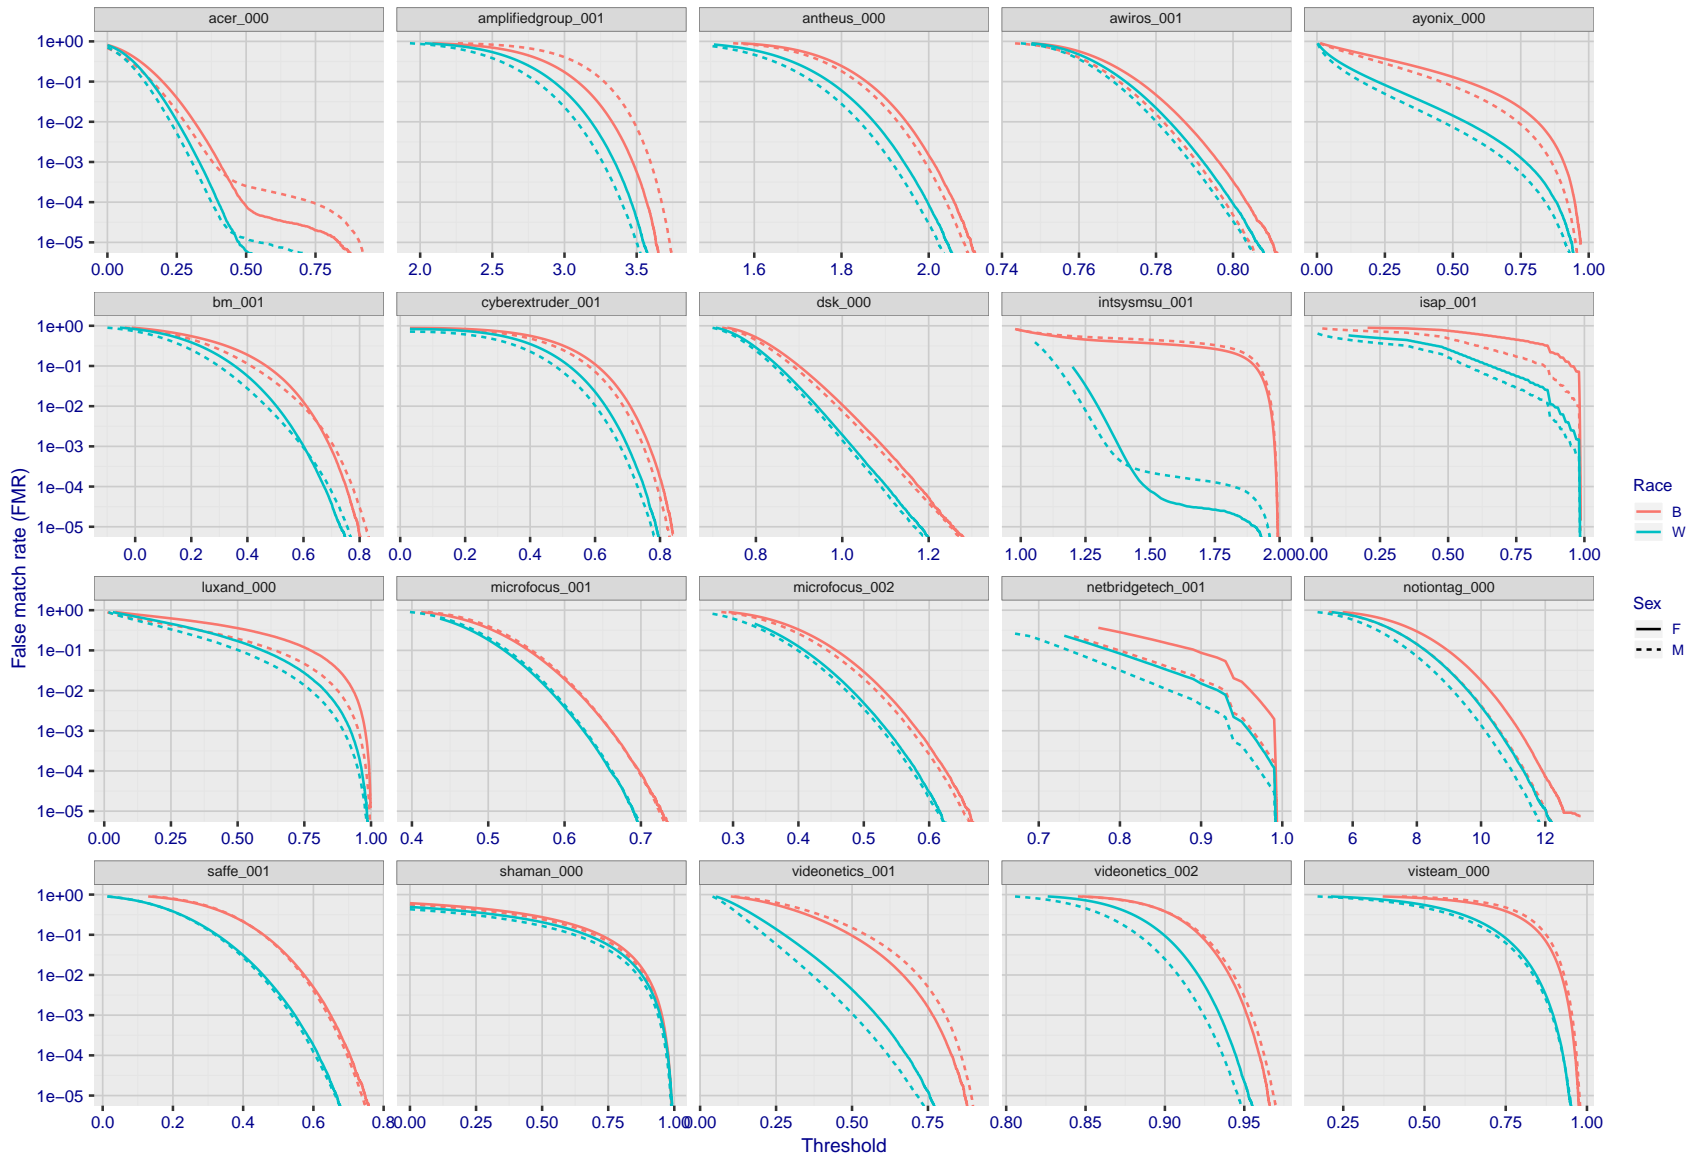 acer_000 amplifiedgroup_001 antheus_000 awiros_001 ayonix_000
1e+00
1e−01
1e−02
1e−03
1e−04
1e−05
0.00 0.25 0.50 0.75 2.0 2.5 3.0 3.5 1.6 1.8 2.0 0.74 0.76 0.78 0.80 0.00 0.25 0.50 0.75 1.00
bm_001 cyberextruder_001 dsk_000 intsysmsu_001 isap_001
1e+00
1e−01
1e−02
1e−03
1e−04
1e−05
0.0 0.2 0.4 0.6 0.8 0.0 0.2 0.4 0.6 0.8 0.8 1.0 1.2 1.00 1.25 1.50 1.75 2.00 0.00 0.25 0.50 0.75 1.00
luxand_000 microfocus_001 microfocus_002 netbridgetech_001 notiontag_000
1e+00
1e−01
1e−02
1e−03
1e−04
1e−05
0.00 0.25 0.50 0.75 1.00 0.4 0.5 0.6 0.7 0.3 0.4 0.5 0.6 0.7 0.8 0.9 1.0 6 8 10 12
saffe_001 shaman_000 videonetics_001 videonetics_002 visteam_000
1e+00
1e−01
1e−02
1e−03
1e−04
1e−05
0.0 0.2 0.4 0.6 0.8 0.00 0.25 0.50 0.75 1.00 0.00 0.25 0.50 0.75 0.80 0.85 0.90 0.95 0.25 0.50 0.75 1.00
Threshold
False match rate (FMR)
Race
B
W
Sex
F
M